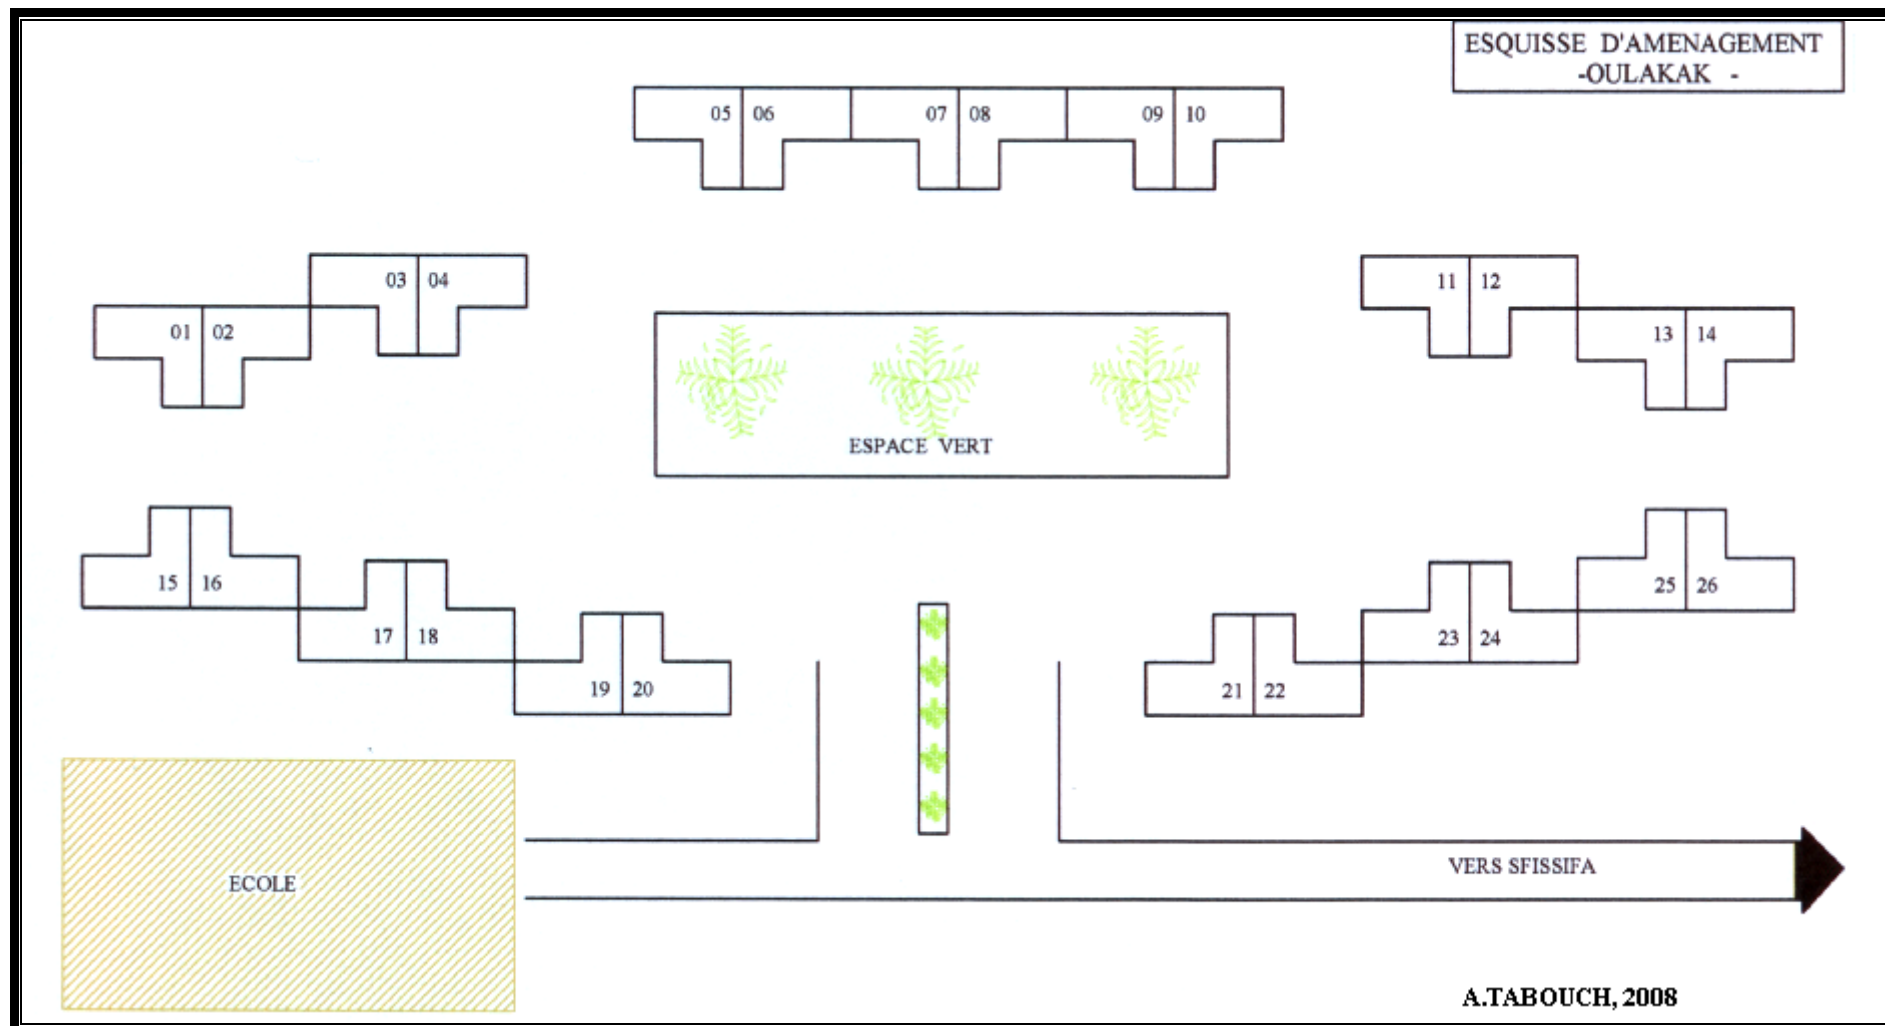 ESQUISSE D'AMENAGEMENT
-OULAKAK -
05 06 07 08 09 10
03 04 11 12
01 02 13 14
ESPACE VERT
15 16 25 26
17 18 23 24
19 20 21 22
VERS SFISSIFA
ECOLE
A.TABOUCH, 2008